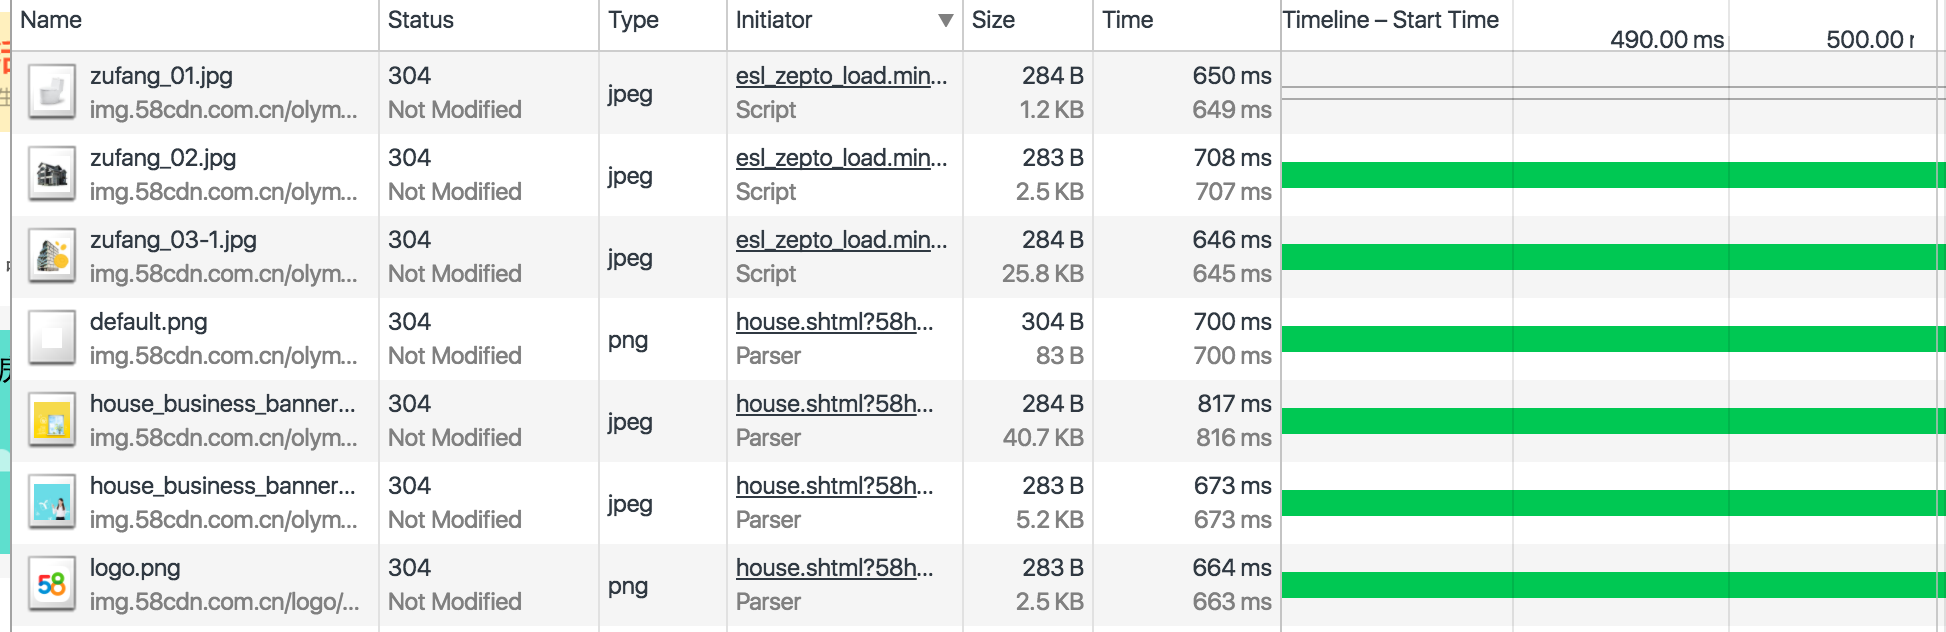 Name Status Type Initiator Size Time Timeline – Start Time
490.00 ms 500.00
zufang_01.jpg 304 jpeg esl_zepto_load.min... 284 B 650 ms
img.58cdn.com.cn/olym... Not Modified Script 1.2 KB 649 ms
zufang_02.jpg 304 jpeg esl_zepto_load.min... 283 B 708 ms
img.58cdn.com.cn/olym... Not Modified Script 2.5 KB 707 ms
zufang_03-1.jpg 304 jpeg esl_zepto_load.min... 284 B 646 ms
img.58cdn.com.cn/olym... Not Modified Script 25.8 KB 645 ms
default.png 304 png house.shtml?58h... 304 B 700 ms
img.58cdn.com.cn/olym... Not Modified Parser 83 B 700 ms
house_business_banner... 304 jpeg house.shtml?58h... 284 B 817 ms
img.58cdn.com.cn/olym... Not Modified Parser 40.7 KB 816 ms
house_business_banner... 304 jpeg house.shtml?58h... 283 B 673 ms
img.58cdn.com.cn/olym... Not Modified Parser 5.2 KB 673 ms
58 logo.png 304 png house.shtml?58h... 283 B 664 ms
img.58cdn.com.cn/logo/... Not Modified Parser 2.5 KB 663 ms